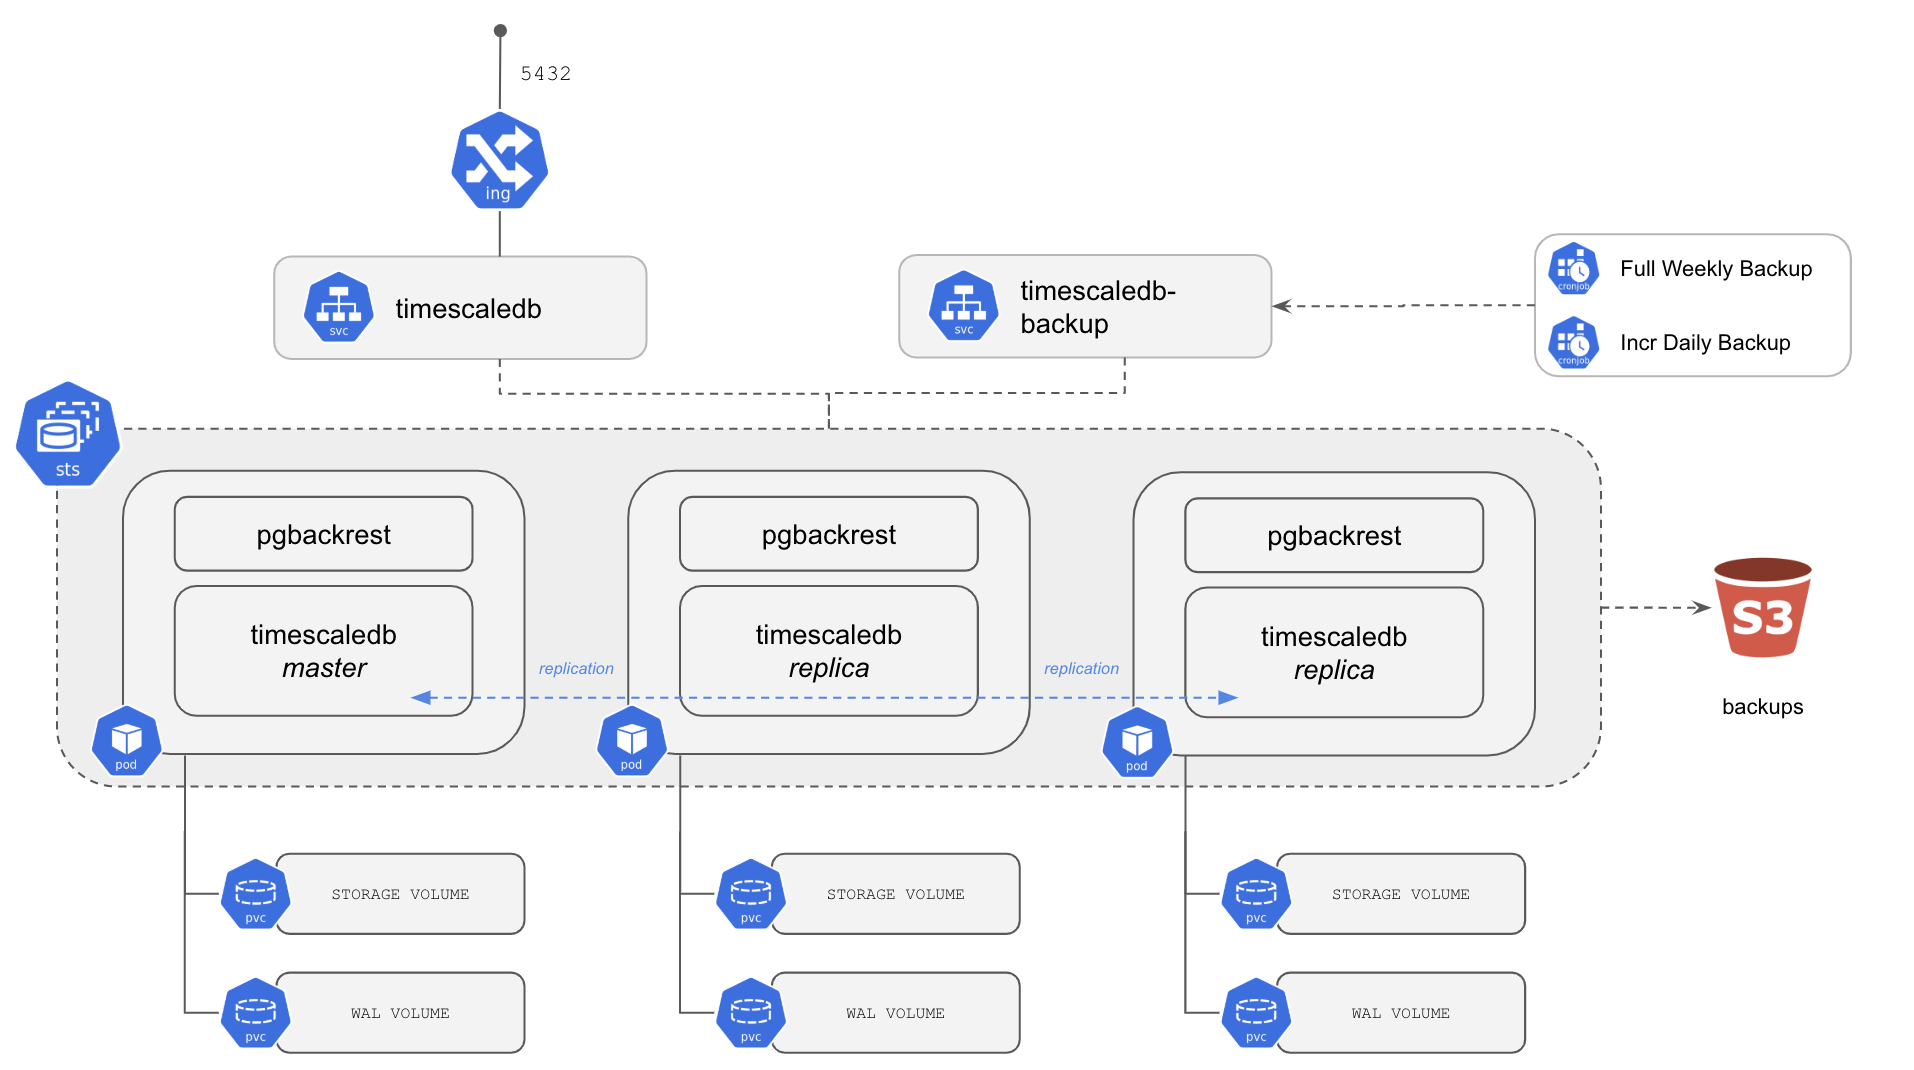 5432
ing
svc
timescaledb
svc
timescaledb-
backup
cronjob
Full Weekly Backup
cronjob
Incr Daily Backup
sts
pgbackrest
pgbackrest
pgbackrest
timescaledb
master
timescaledb
replica
timescaledb
replica
replication
replication
pod
pod
pod
S3
backups
pvc
STORAGE VOLUME
pvc
STORAGE VOLUME
pvc
STORAGE VOLUME
pvc
WAL VOLUME
pvc
WAL VOLUME
pvc
WAL VOLUME